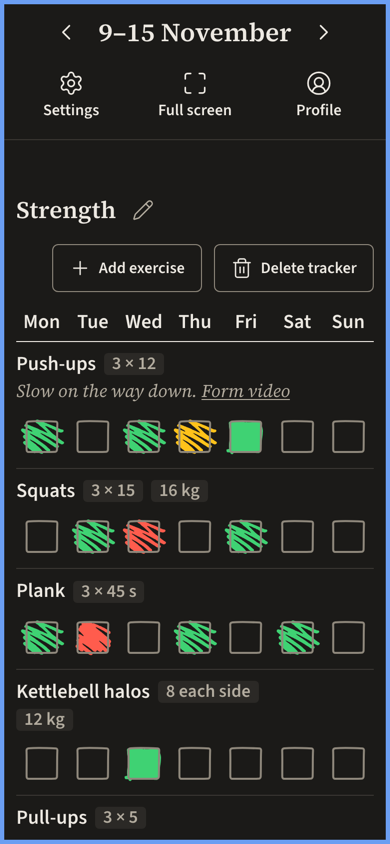 9–15 November
Settings Full screen Profile
Strength
Add exercise Delete tracker
Mon Tue Wed Thu Fri Sat Sun
Push-ups 3 × 12
Slow on the way down. Form video
Squats 3 × 15 16 kg
Plank 3 × 45 s
Kettlebell halos 8 each side
12 kg
Pull-ups 3 × 5